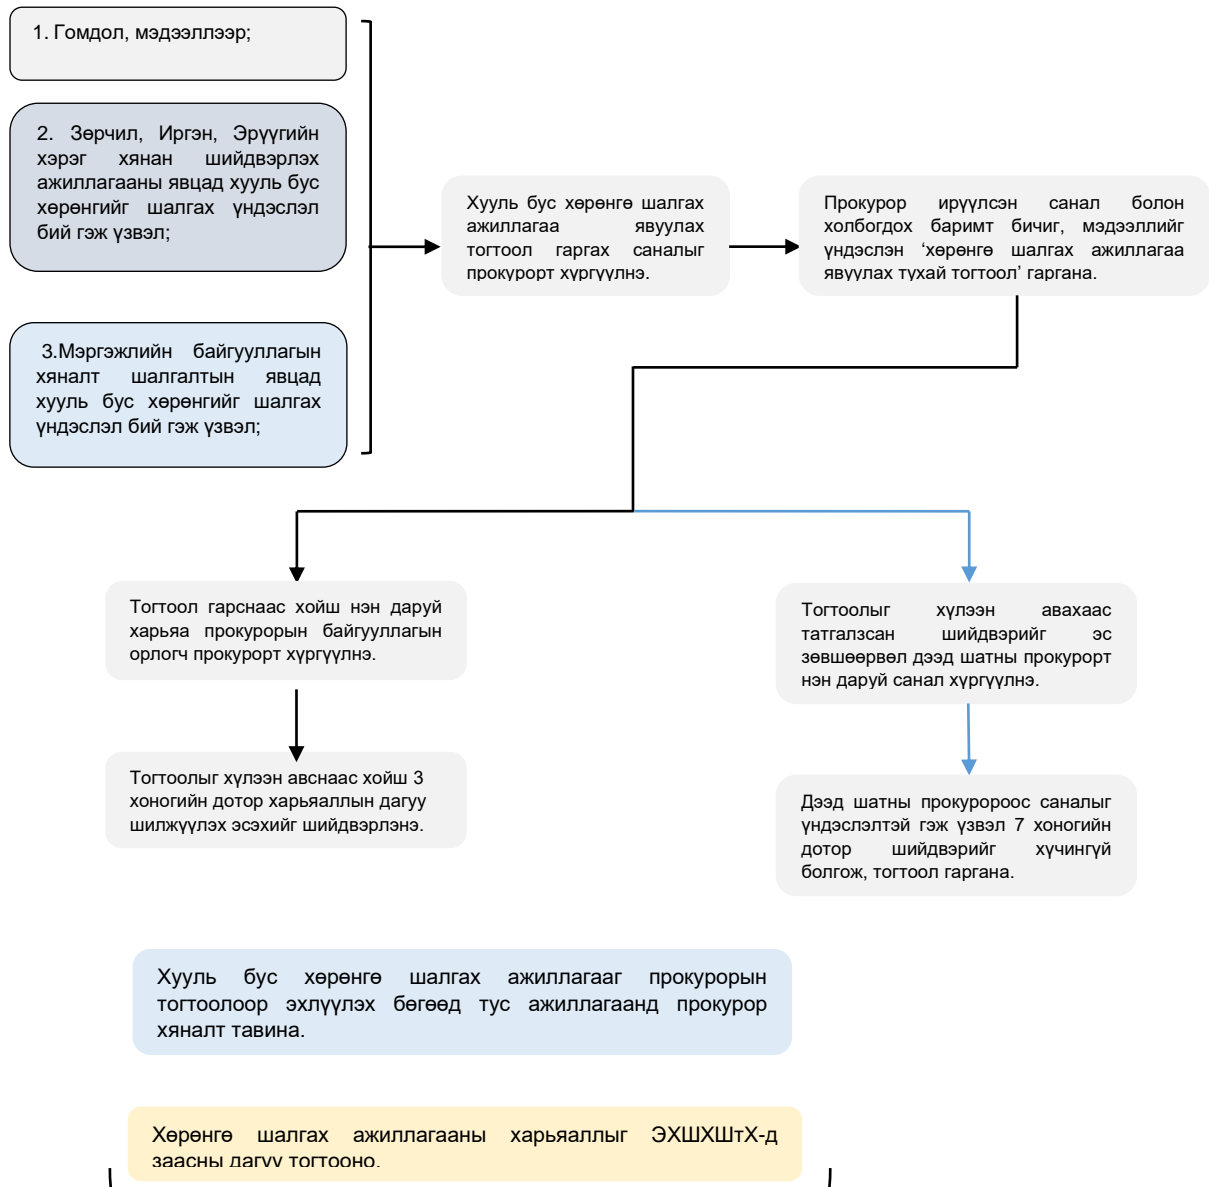 1. Гомдол, мэдээллээр;
2. Зөрчил, Иргэн, Эрүүгийн
хэрэг хянан шийдвэрлэх
ажиллагааны явцад хууль бус
хөрөнгийг шалгах үндэслэл
бий гэж үзвэл;
3.Мэргэжлийн байгууллагын
хяналт шалгалтын явцад
хууль бус хөрөнгийг шалгах
үндэслэл бий гэж үзвэл;
Хууль бус хөрөнгө шалгах
ажиллагаа явуулах
тогтоол гаргах саналыг
прокурорт хүргүүлнэ.
Прокурор ирүүлсэн санал болон
холбогдох баримт бичиг, мэдээллийг
үндэслэн ‘хөрөнгө шалгах ажиллагаа
явуулах тухай тогтоол’ гаргана.
Тогтоол гарснаас хойш нэн даруй
харьяа прокурорын байгууллагын
орлогч прокурорт хүргүүлнэ.
Тогтоолыг хүлээн авснаас хойш 3
хоногийн дотор харьяаллын дагуу
шилжүүлэх эсэхийг шийдвэрлэнэ.
Тогтоолыг хүлээн авахаас
татгалзсан шийдвэрийг эс
зөвшөөрвөл дээд шатны прокурорт
нэн даруй санал хүргүүлнэ.
Дээд шатны прокуророос саналыг
үндэслэлтэй гэж үзвэл 7 хоногийн
дотор шийдвэрийг хүчингүй
болгож, тогтоол гаргана.
Хууль бус хөрөнгө шалгах ажиллагааг прокурорын
тогтоолоор эхлүүлэх бөгөөд тус ажиллагаанд прокурор
хяналт тавина.
Хөрөнгө шалгах ажиллагааны харьяаллыг ЭХШХШтХ-д
заасны дагуу тогтооно.